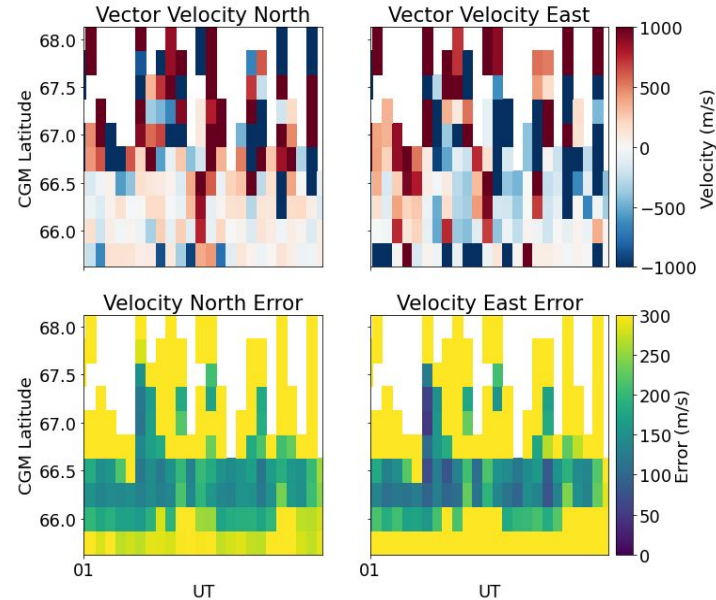 Vector Velocity North
Vector Velocity East
68.0
67.5
67.0
66.5
66.0
CGM Latitude
1000
500
0
−500
−1000
Velocity (m/s)
Velocity North Error
Velocity East Error
68.0
67.5
67.0
66.5
66.0
CGM Latitude
300
250
200
150
100
50
0
Error (m/s)
01
01
UT
UT